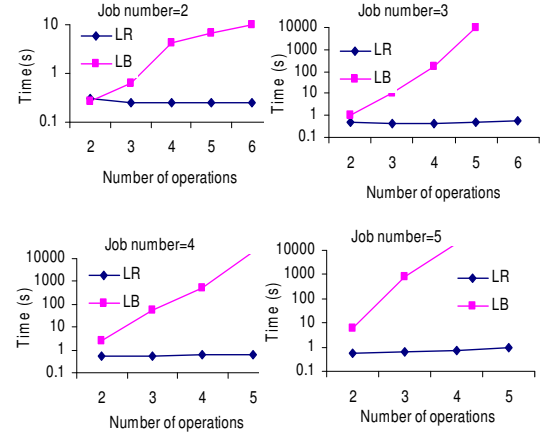 Job number=2
10
1
0.1
Time(s)
LR
LB
2 3 4 5 6
Number of operations
Job number=3
10000
1000
100
10
1
0.1
Time(s)
LR
LB
2 3 4 5 6
Number of operations
Job number=4
10000
1000
100
10
1
0.1
Time (s)
LR
LB
2 3 4 5
Number of operations
Job number=5
10000
1000
100
10
1
0.1
Time (s)
LR
LB
2 3 4 5
Number of operations